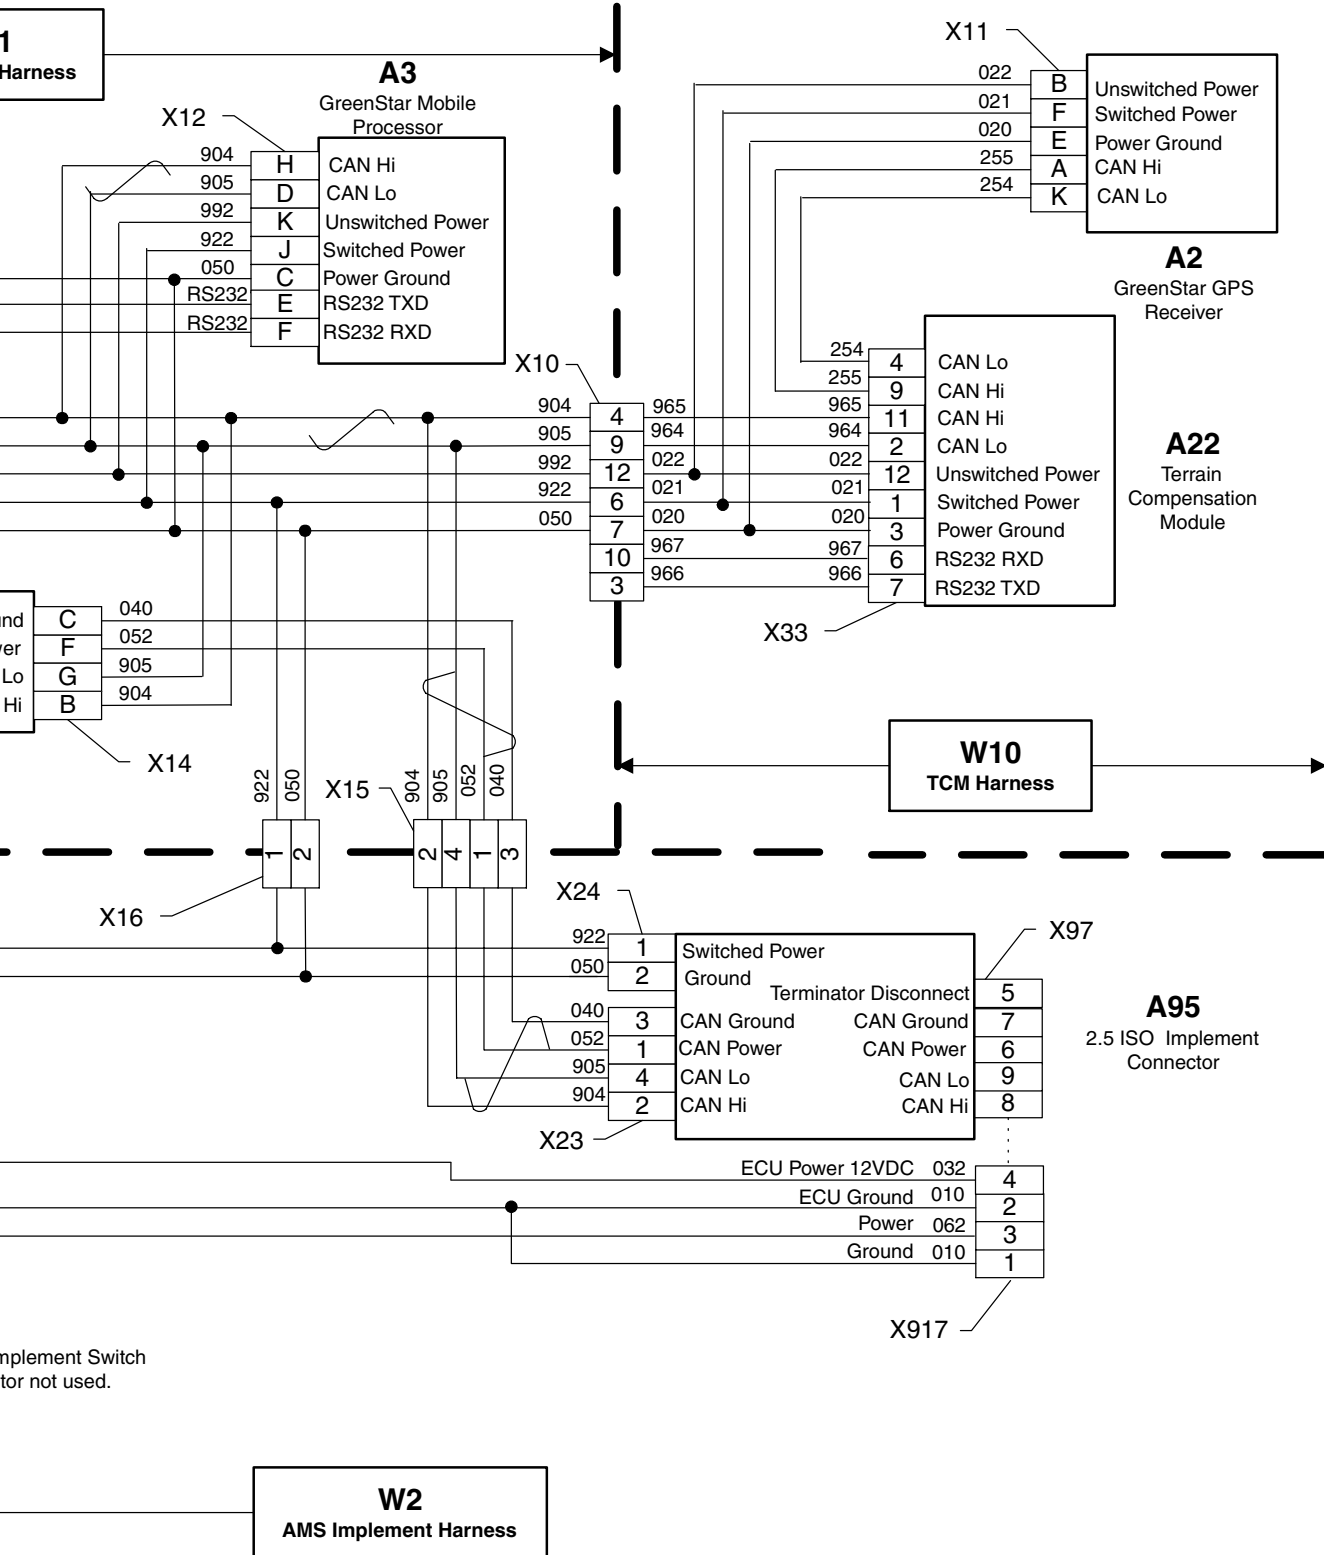 1
Harness
A3
GreenStar Mobile
Processor
X12
904 H CAN Hi
905 D CAN Lo
992 K Unswitched Power
922 J Switched Power
050 C Power Ground
RS232 E RS232 TXD
RS232 F RS232 RXD
X11
022 B Unswitched Power
021 F Switched Power
020 E Power Ground
255 A CAN Hi
254 K CAN Lo
A2
GreenStar GPS
Receiver
X10
904 4 965
905 9 964
992 12 022
922 6 021
050 7 020
10 967
3 966
254 4 CAN Lo
255 9 CAN Hi
965 11 CAN Hi
964 2 CAN Lo
022 12 Unswitched Power
021 1 Switched Power
020 3 Power Ground
967 6 RS232 RXD
966 7 RS232 TXD
X33
A22
Terrain
Compensation
Module
und C 040
ver F 052
Lo G 905
Hi B 904
X14
W10
TCM Harness
922 050
X15
904 905 052 040
1 2
2 4 1 3
X16
X24
922 1 Switched Power
050 2 Ground
X97
Terminator Disconnect 5
040 3 CAN Ground CAN Ground 7
052 1 CAN Power CAN Power 6
905 4 CAN Lo CAN Lo 9
904 2 CAN Hi CAN Hi 8
X23
A95
2.5 ISO Implement
Connector
ECU Power 12VDC 032 4
ECU Ground 010 2
Power 062 3
Ground 010 1
X917
mplement Switch
tor not used.
W2
AMS Implement Harness